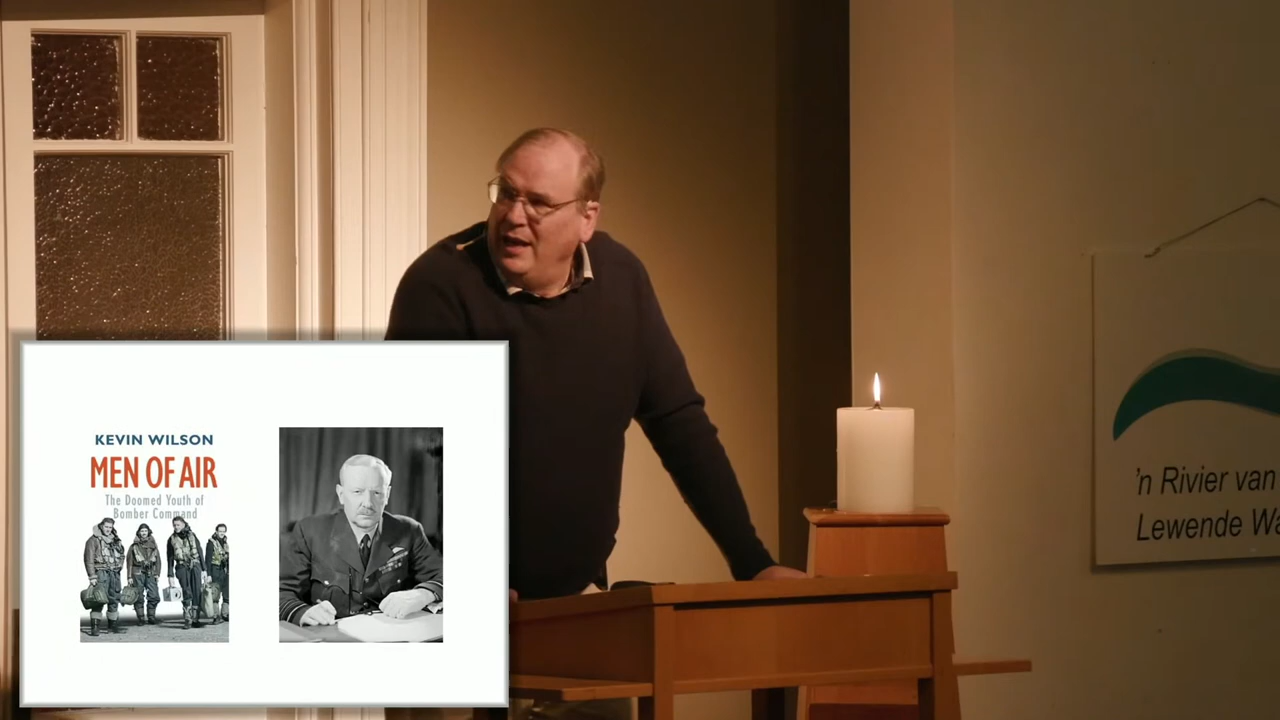 KEVIN WILSON
MEN OF AIR
The Doomed Youth of
Bomber Command
'n Rivier van
Lewende Wa